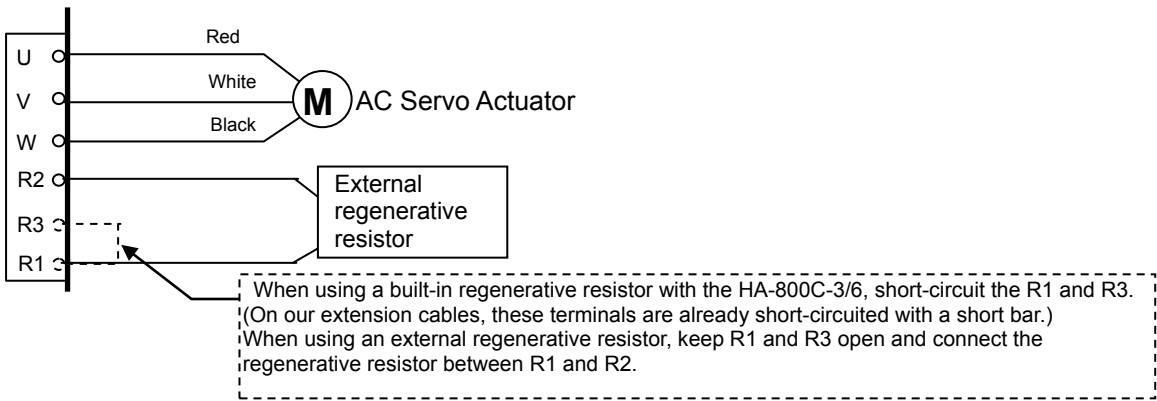 Red
U
White
V
M
AC Servo Actuator
Black
W
R2
External
regenerative
resistor
R3
R1
When using a built-in regenerative resistor with the HA-800C-3/6, short-circuit the R1 and R3.
(On our extension cables, these terminals are already short-circuited with a short bar.)
When using an external regenerative resistor, keep R1 and R3 open and connect the
regenerative resistor between R1 and R2.